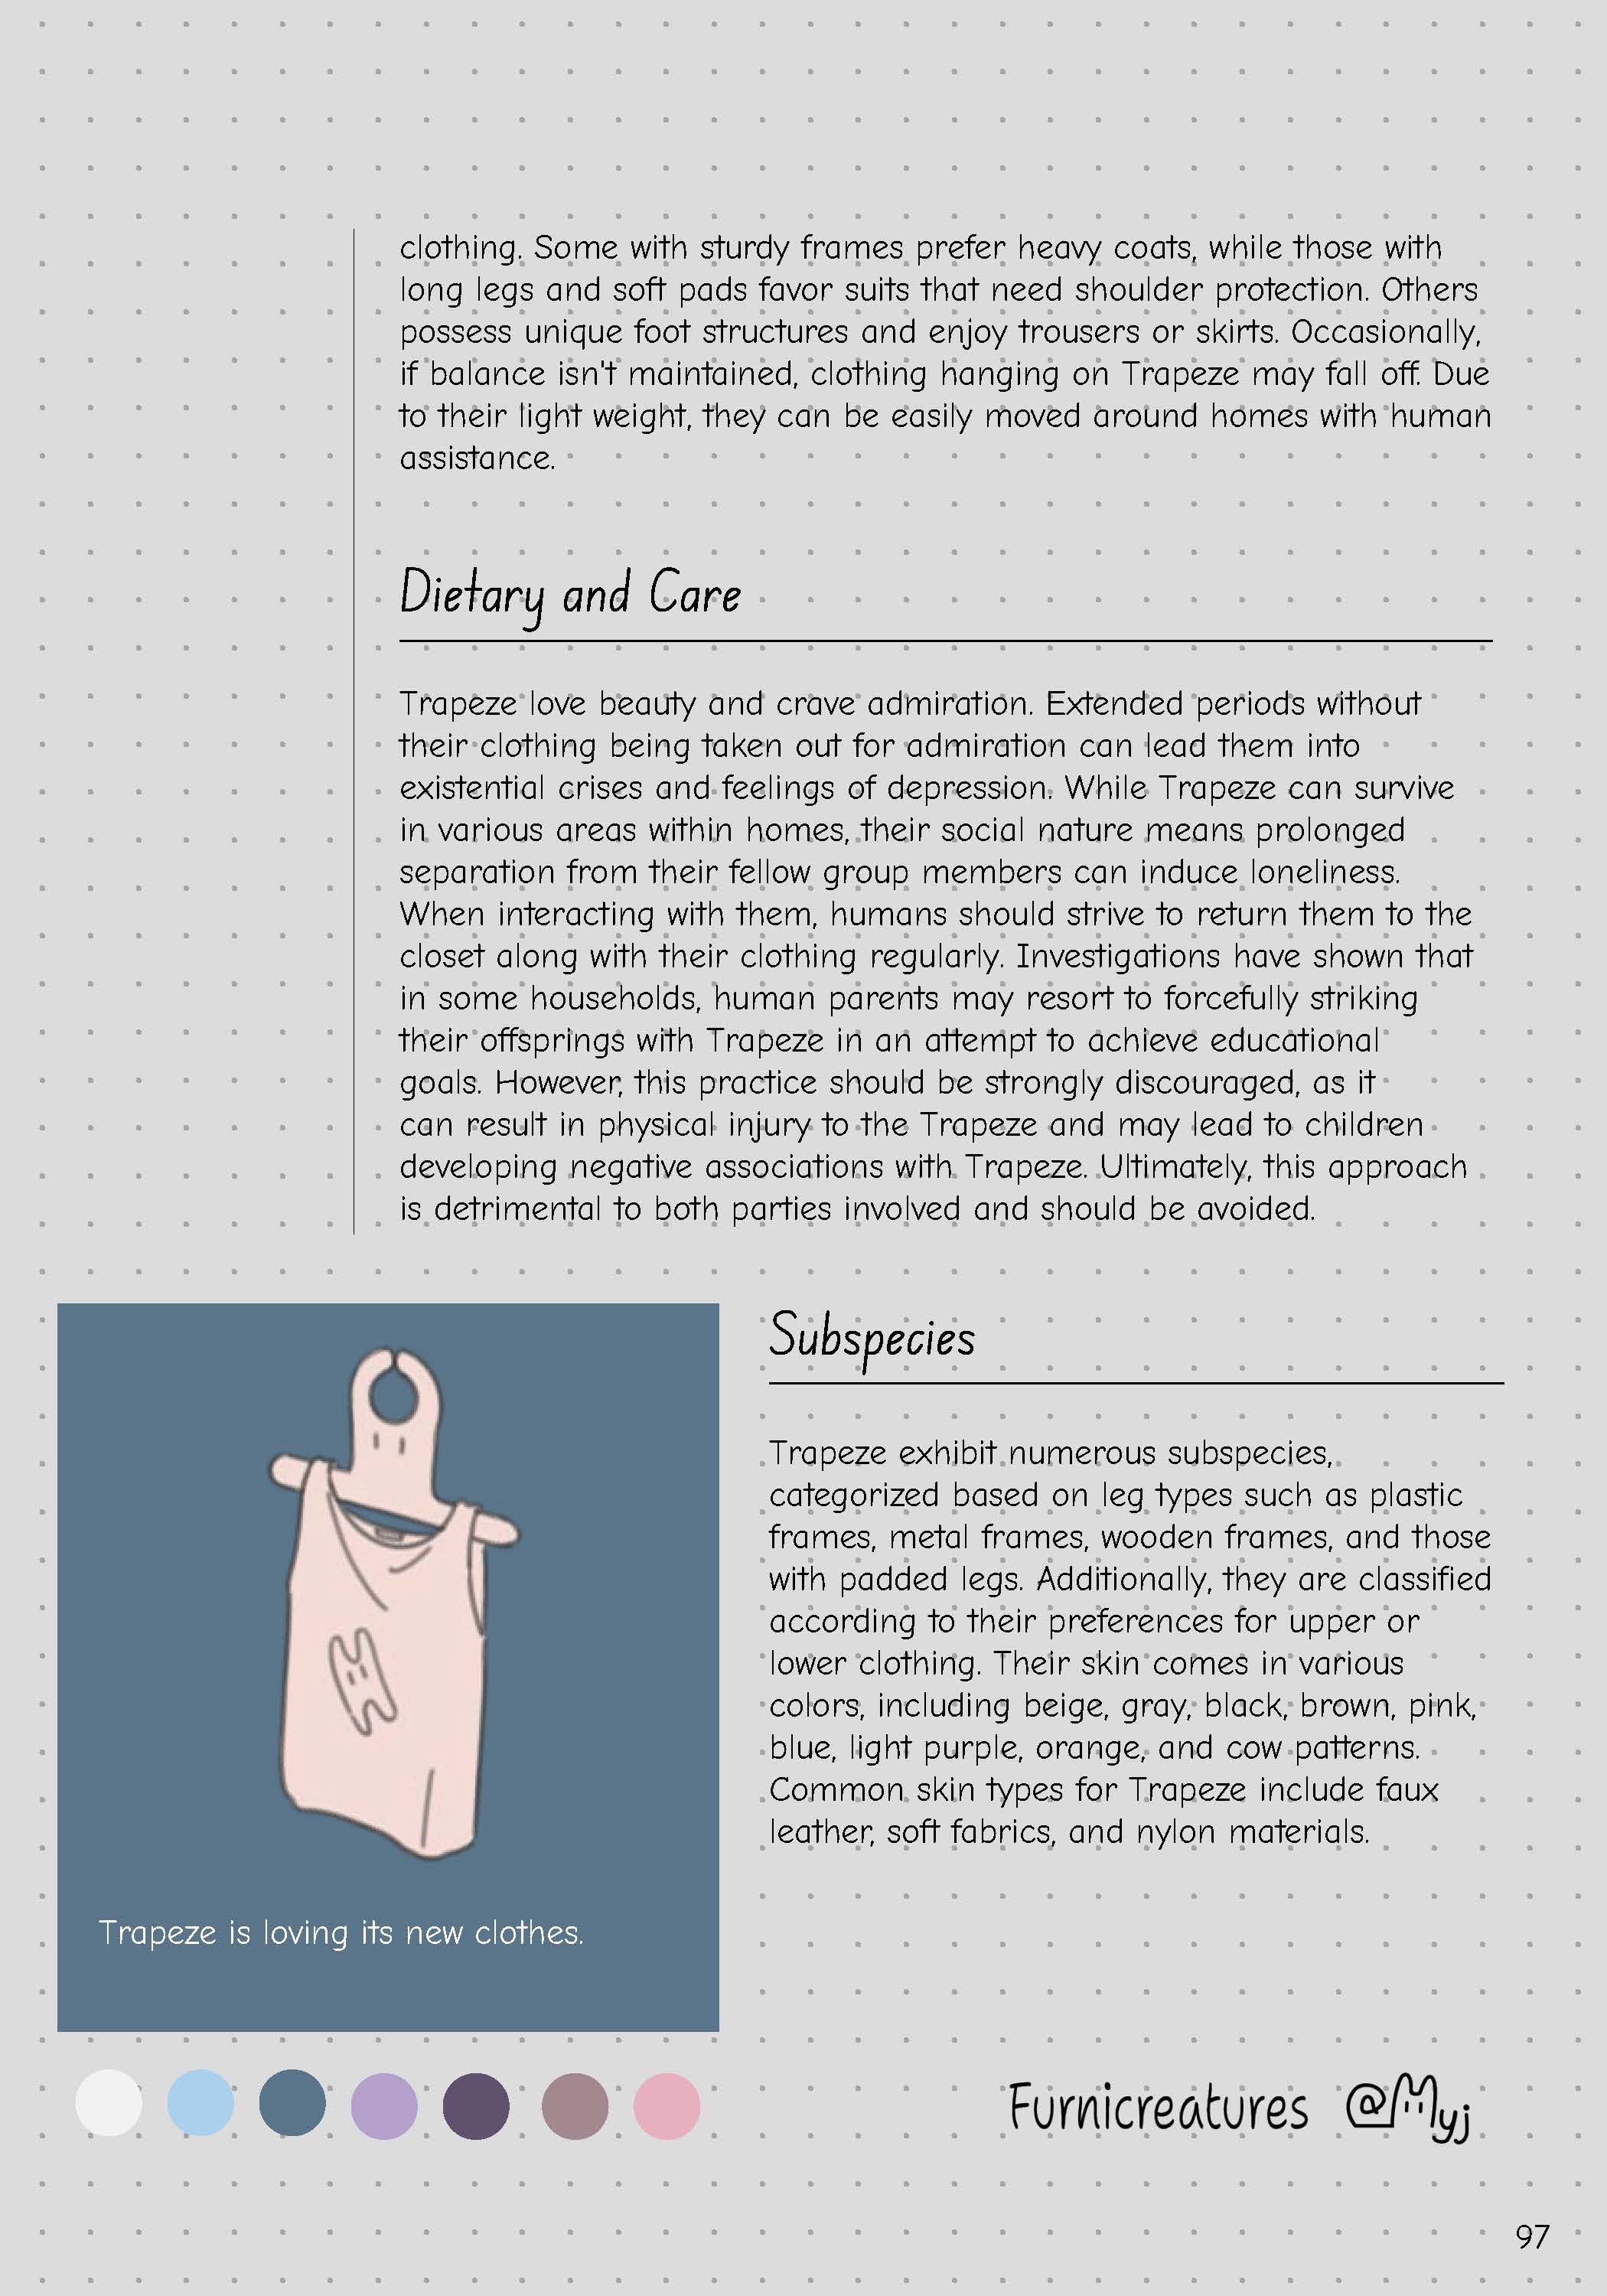 clothing. Some with sturdy frames prefer heavy coats, while those with
long legs and soft pads favor suits that need shoulder protection. Others
possess unique foot structures and enjoy trousers or skirts. Occasionally,
if balance isn't maintained, clothing hanging on Trapeze may fall off. Due
to their light weight, they can be easily moved around homes with human
assistance.
Dietary and Care
Trapeze love beauty and crave admiration. Extended periods without
their clothing being taken out for admiration can lead them into
existential crises and feelings of depression. While Trapeze can survive
in various areas within homes, their social nature means prolonged
separation from their fellow group members can induce loneliness.
When interacting with them, humans should strive to return them to the
closet along with their clothing regularly. Investigations have shown that
in some households, human parents may resort to forcefully striking
their offsprings with Trapeze in an attempt to achieve educational
goals. However, this practice should be strongly discouraged, as it
can result in physical injury to the Trapeze and may lead to children
developing negative associations with Trapeze. Ultimately, this approach
is detrimental to both parties involved and should be avoided.
Trapeze is loving its new clothes.
Subspecies
Trapeze exhibit numerous subspecies,
categorized based on leg types such as plastic
frames, metal frames, wooden frames, and those
with padded legs. Additionally, they are classified
according to their preferences for upper or
lower clothing. Their skin comes in various
colors, including beige, gray, black, brown, pink,
blue, light purple, orange, and cow patterns.
Common skin types for Trapeze include faux
leather, soft fabrics, and nylon materials.
Furnicreatures @Myj
97